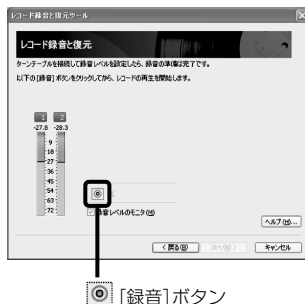 レコード録音と復元ツール
レコード録音と復元
ターンテーブルを接続して録音レベルを設定したら、録音の準備は完了です。
以下の [録音] ボタンをクリックしてから、レコードの再生を開始します。
1 2
-27.8 -28.3
9
18
27
36
45
54
63
-72
録音レベルのモニタ(M)
ヘルプ(H)...
< 戻る(B)
次へ(N) >
キャンセル
[録音]ボタン